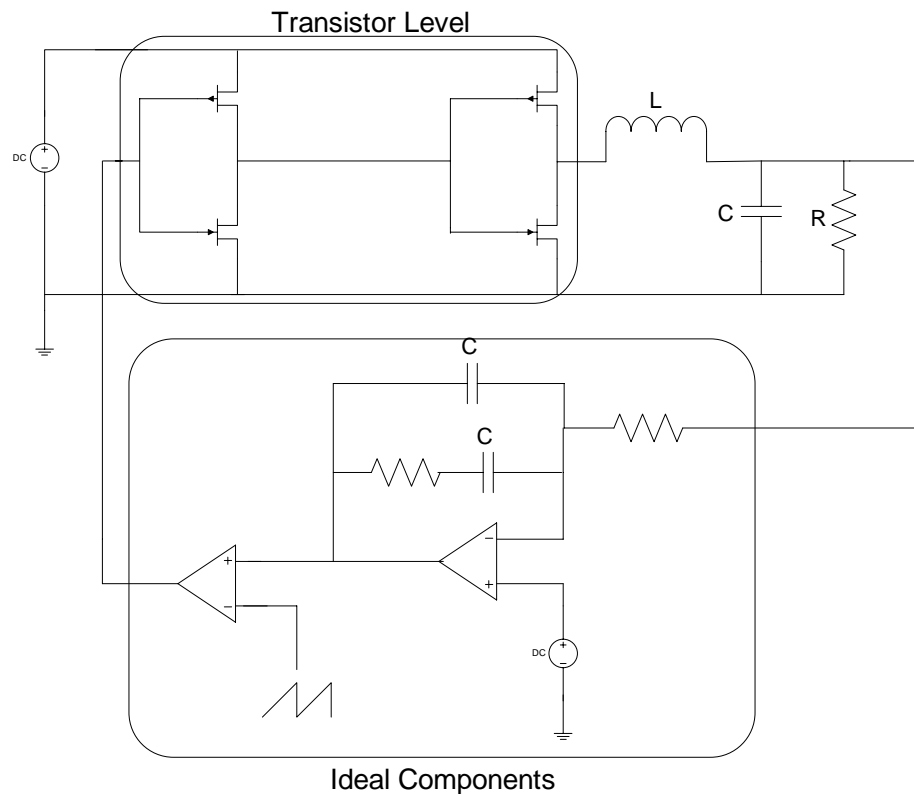 Transistor Level
L
DC
+
−
C
R
C
C
−
+
+
−
DC
+
−
Ideal Components